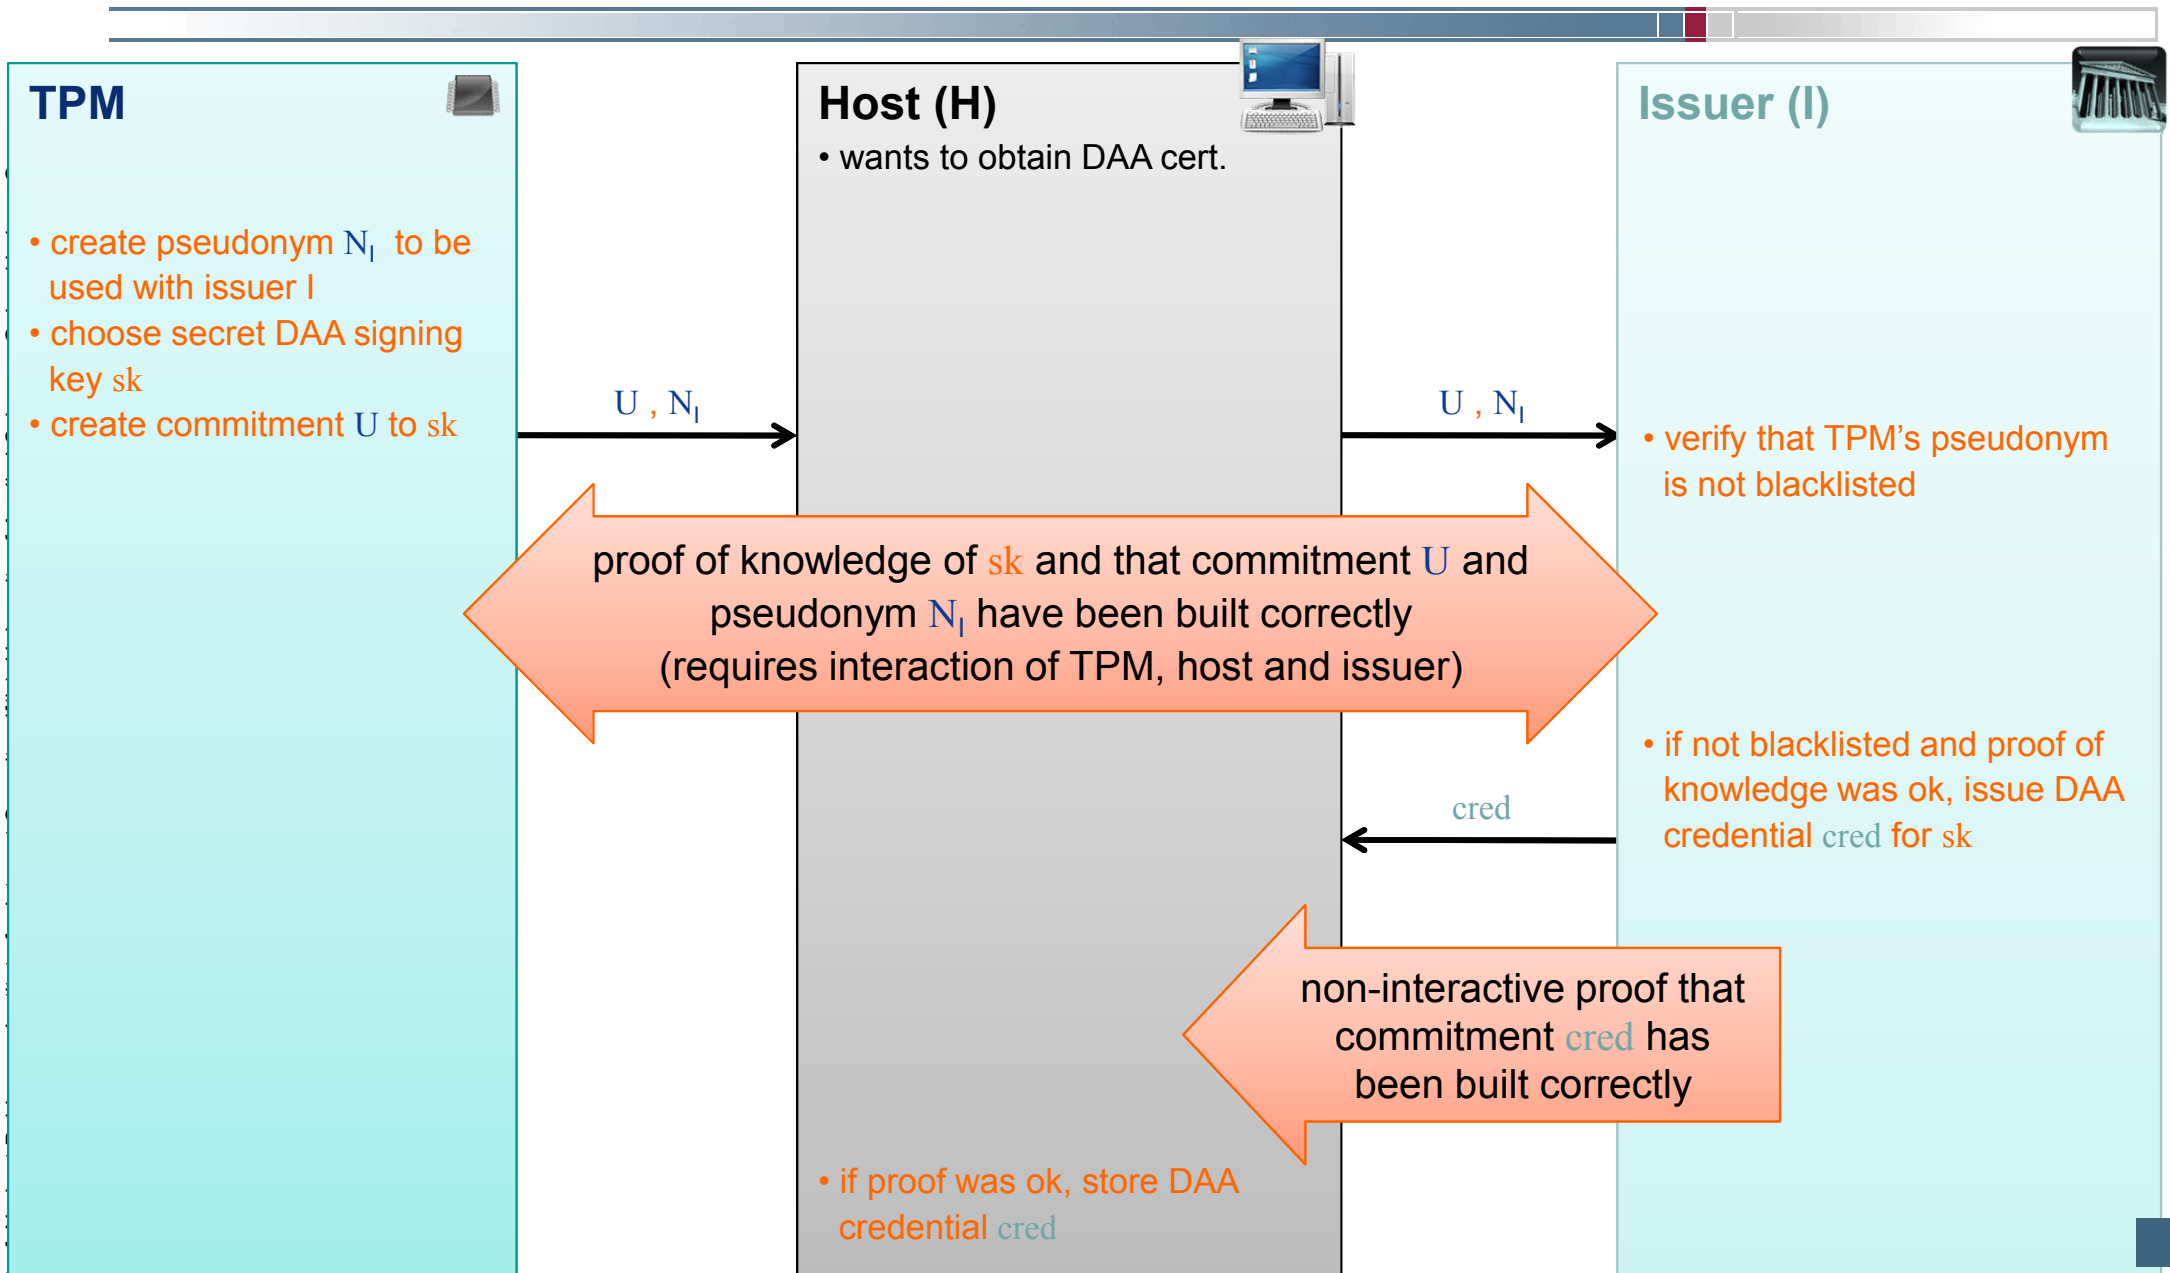 TPM
• create pseudonym N_I to be
used with issuer I
• choose secret DAA signing
key sk
• create commitment U to sk
U , N_I
Host (H)
• wants to obtain DAA cert.
U , N_I
Issuer (I)
• verify that TPM’s pseudonym
is not blacklisted
proof of knowledge of sk and that commitment U and
pseudonym N_I have been built correctly
(requires interaction of TPM, host and issuer)
• if not blacklisted and proof of
knowledge was ok, issue DAA
credential cred for sk
cred
non-interactive proof that
commitment cred has
been built correctly
• if proof was ok, store DAA
credential cred